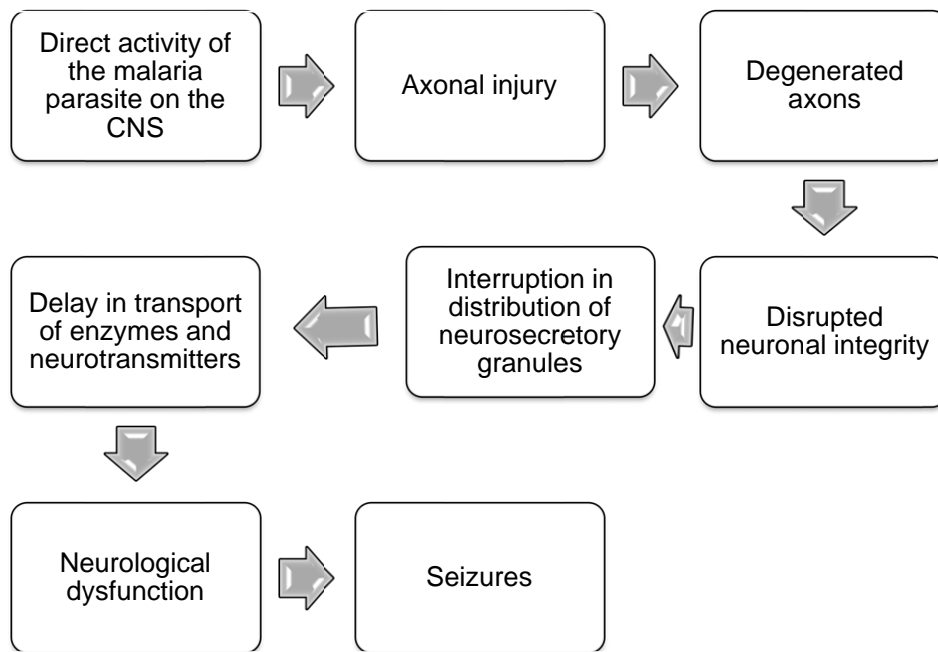 Direct activity of
the malaria
parasite on the
CNS
Axonal injury
Degenerated
axons
Disrupted
neuronal integrity
Interruption in
distribution of
neurosecretory
granules
Delay in transport
of enzymes and
neurotransmitters
Neurological
dysfunction
Seizures